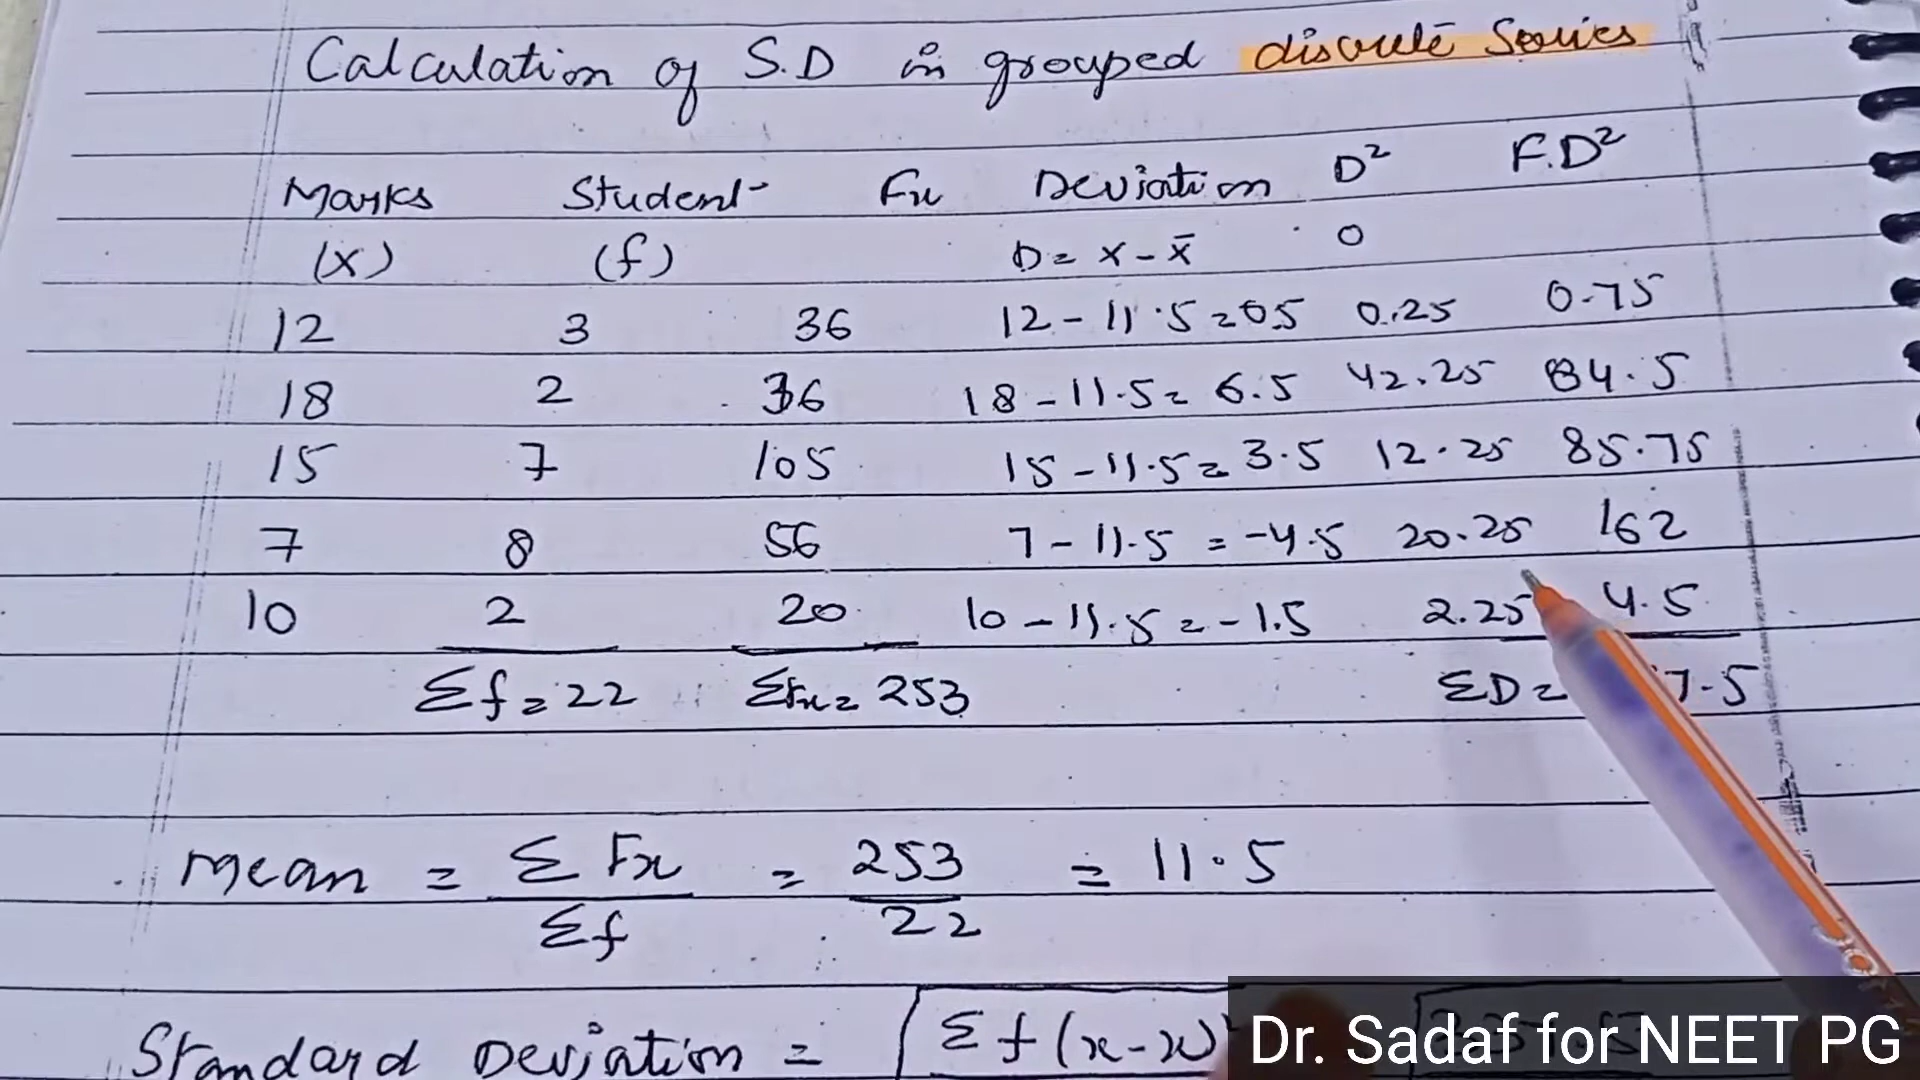 Calculation of S.D in grouped discrete Series
Marks Student Fx Deviation D² F.D²
(x) (f) D = x - x̄ 0
12 3 36 12 - 11.5 = 0.5 0.25 0.75
18 2 36 18 - 11.5 = 6.5 42.25 84.5
15 7 105 15 - 11.5 = 3.5 12.25 85.75
7 8 56 7 - 11.5 = -4.5 20.25 162
10 2 20 10 - 11.5 = -1.5 2.25 4.5
Σf = 22 ΣFx = 253 ΣD = 7.5
mean = ΣFx / Σf = 253 / 22 = 11.5
Standard Deviation = √ Σ f (x-x)
Dr. Sadaf for NEET PG